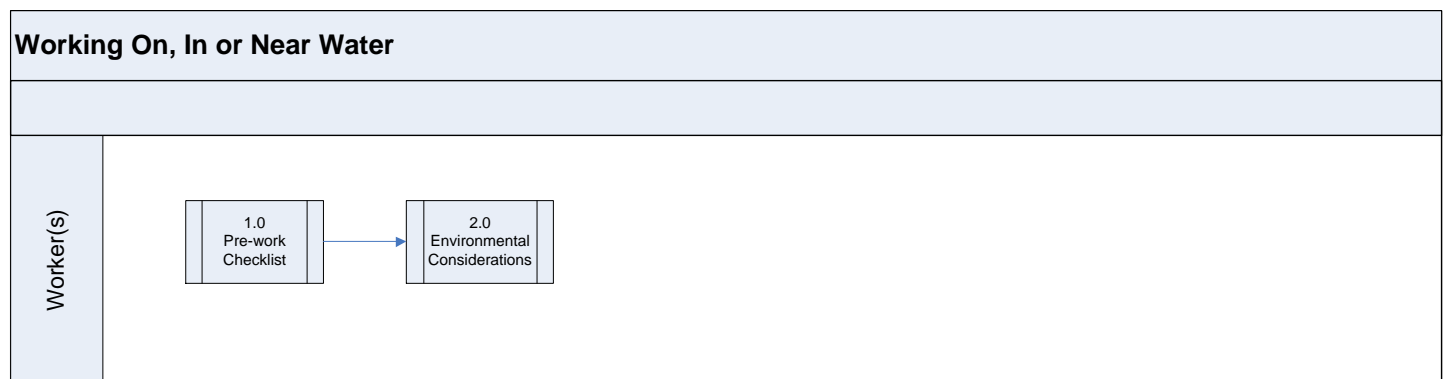 Working On, In or Near Water
Worker(s)
1.0
Pre-work
Checklist
2.0
Environmental
Considerations